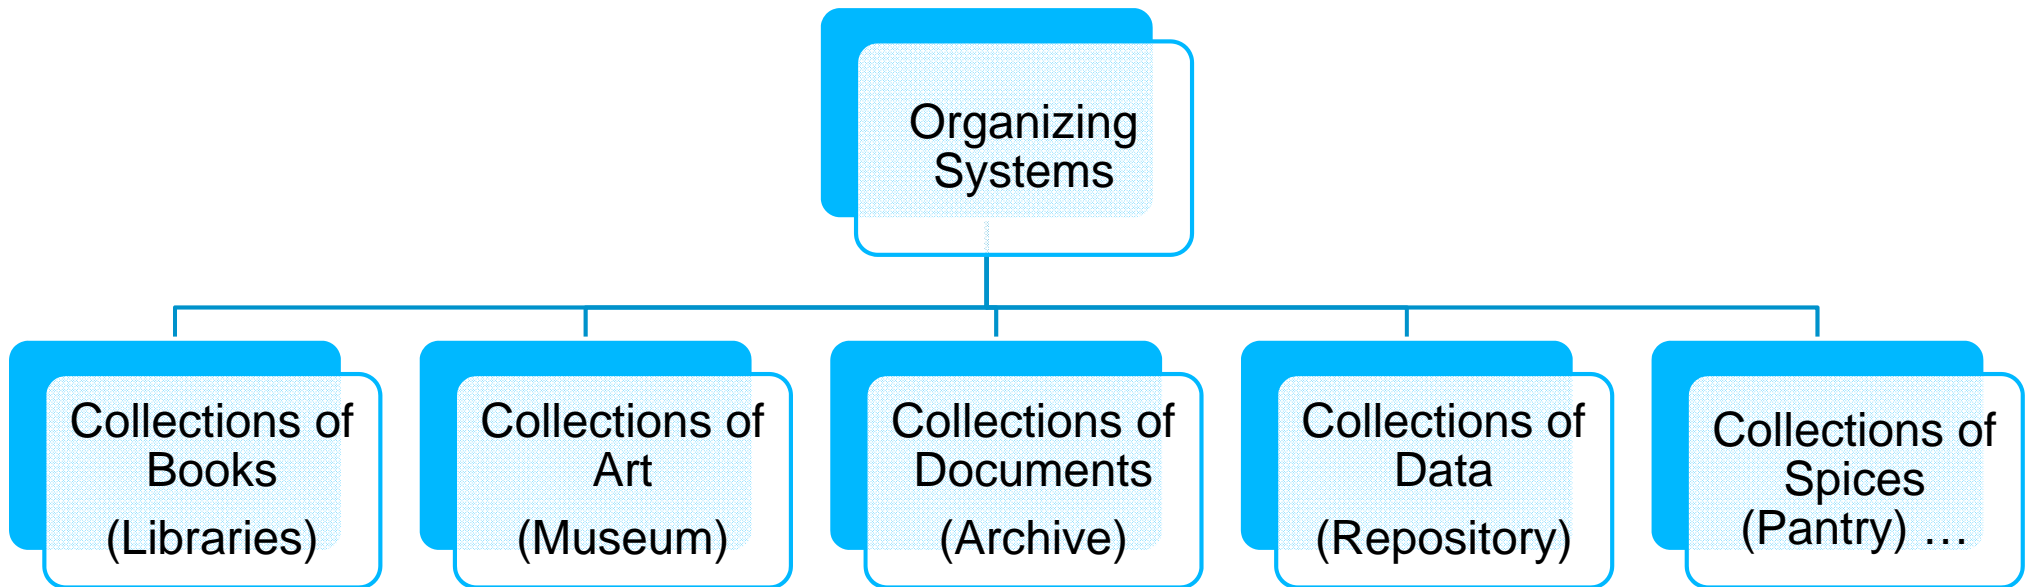 Organizing
Systems
Collections of
Books
(Libraries)
Collections of
Art
(Museum)
Collections of
Documents
(Archive)
Collections of
Data
(Repository)
Collections of
Spices
(Pantry) …